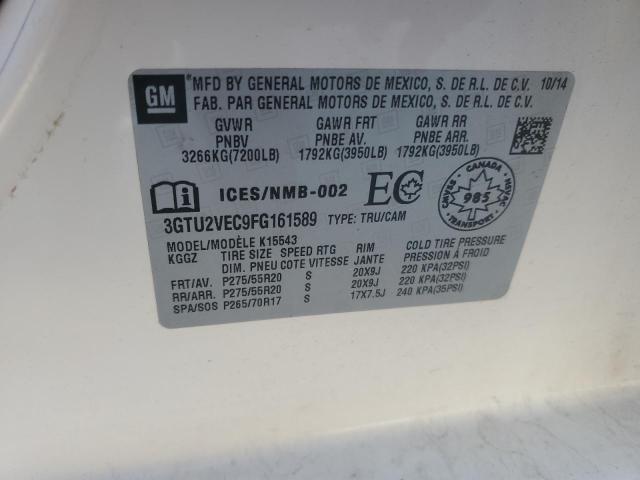 GM
*MFD BY GENERAL MOTORS DE MEXICO, S. DE R.L. DE C.V. 10/14
FAB. PAR GENERAL MOTORS DE MEXICO, S. DE R.L. DE C.V.
GVWR GAWR FRT GAWR RR
PNBV PNBE AV. PNBE ARR.
3266KG(7200LB) 1792KG(3950LB) 1792KG(3950LB)
ICES/NMB-002 EC
CANADA
CMVSS NSVAC
985
TRANSPORT
3GTU2VEC9FG161589 TYPE: TRU/CAM
MODEL/MODÈLE K15543
KGGZ TIRE SIZE SPEED RTG RIM COLD TIRE PRESSURE
DIM. PNEU COTE VITESSE JANTE PRESSION À FROID
FRT/AV. P275/55R20 S 20X9J 220 KPA(32PSI)
RR/ARR. P275/55R20 S 20X9J 220 KPA(32PSI)
SPA/SOS P265/70R17 S 17X7.5J 240 KPA(35PSI)